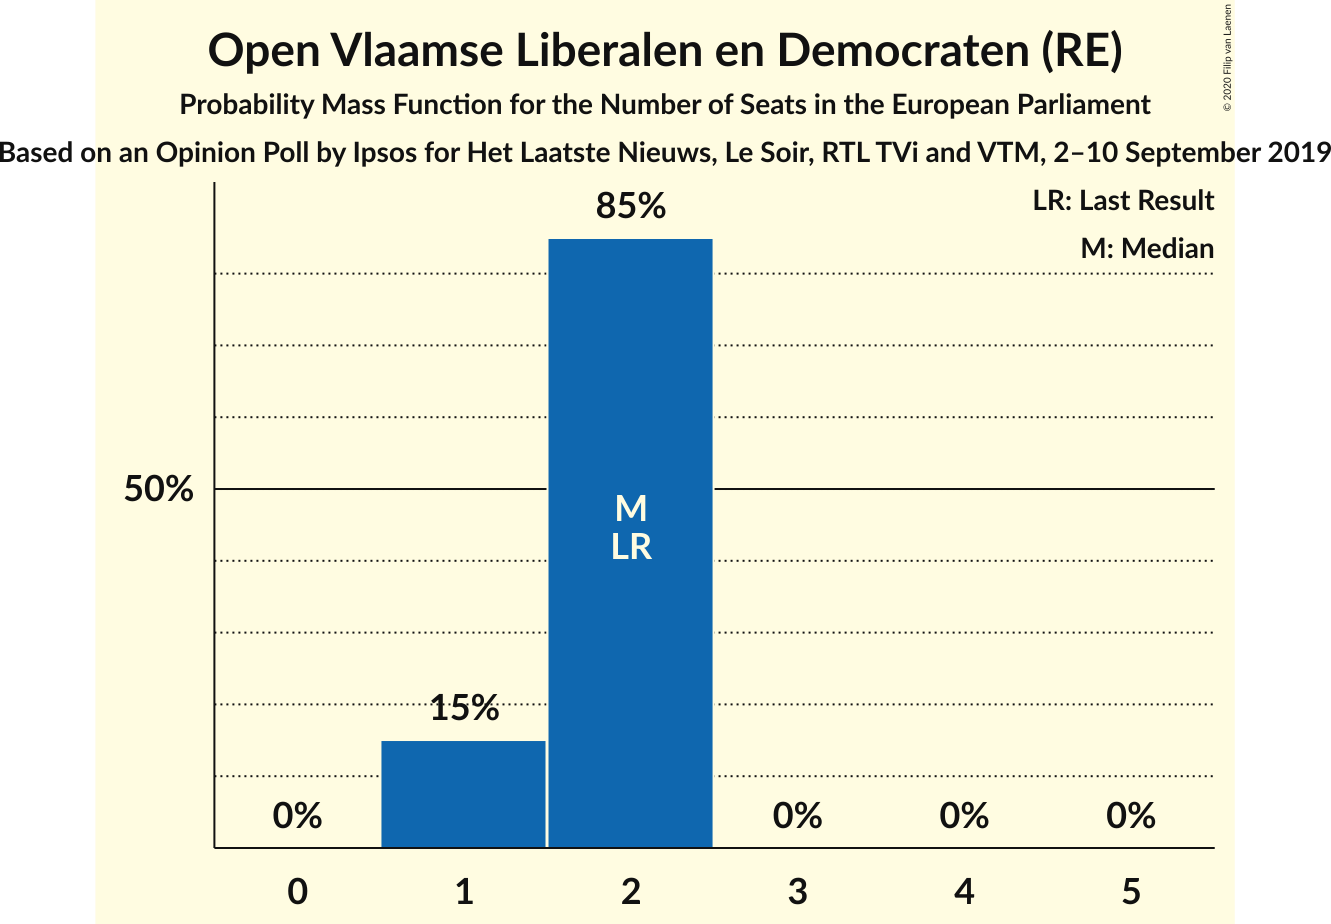 Open Vlaamse Liberalen en Democraten (RE)
Probability Mass Function for the Number of Seats in the European Parliament
Based on an Opinion Poll by Ipsos for Het Laatste Nieuws, Le Soir, RTL TVi and VTM, 2–10 September 2019
© 2020 Filip van Laenen
LR: Last Result
M: Median
85%
50%
M
LR
15%
0%
0%
0%
0%
0
1
2
3
4
5